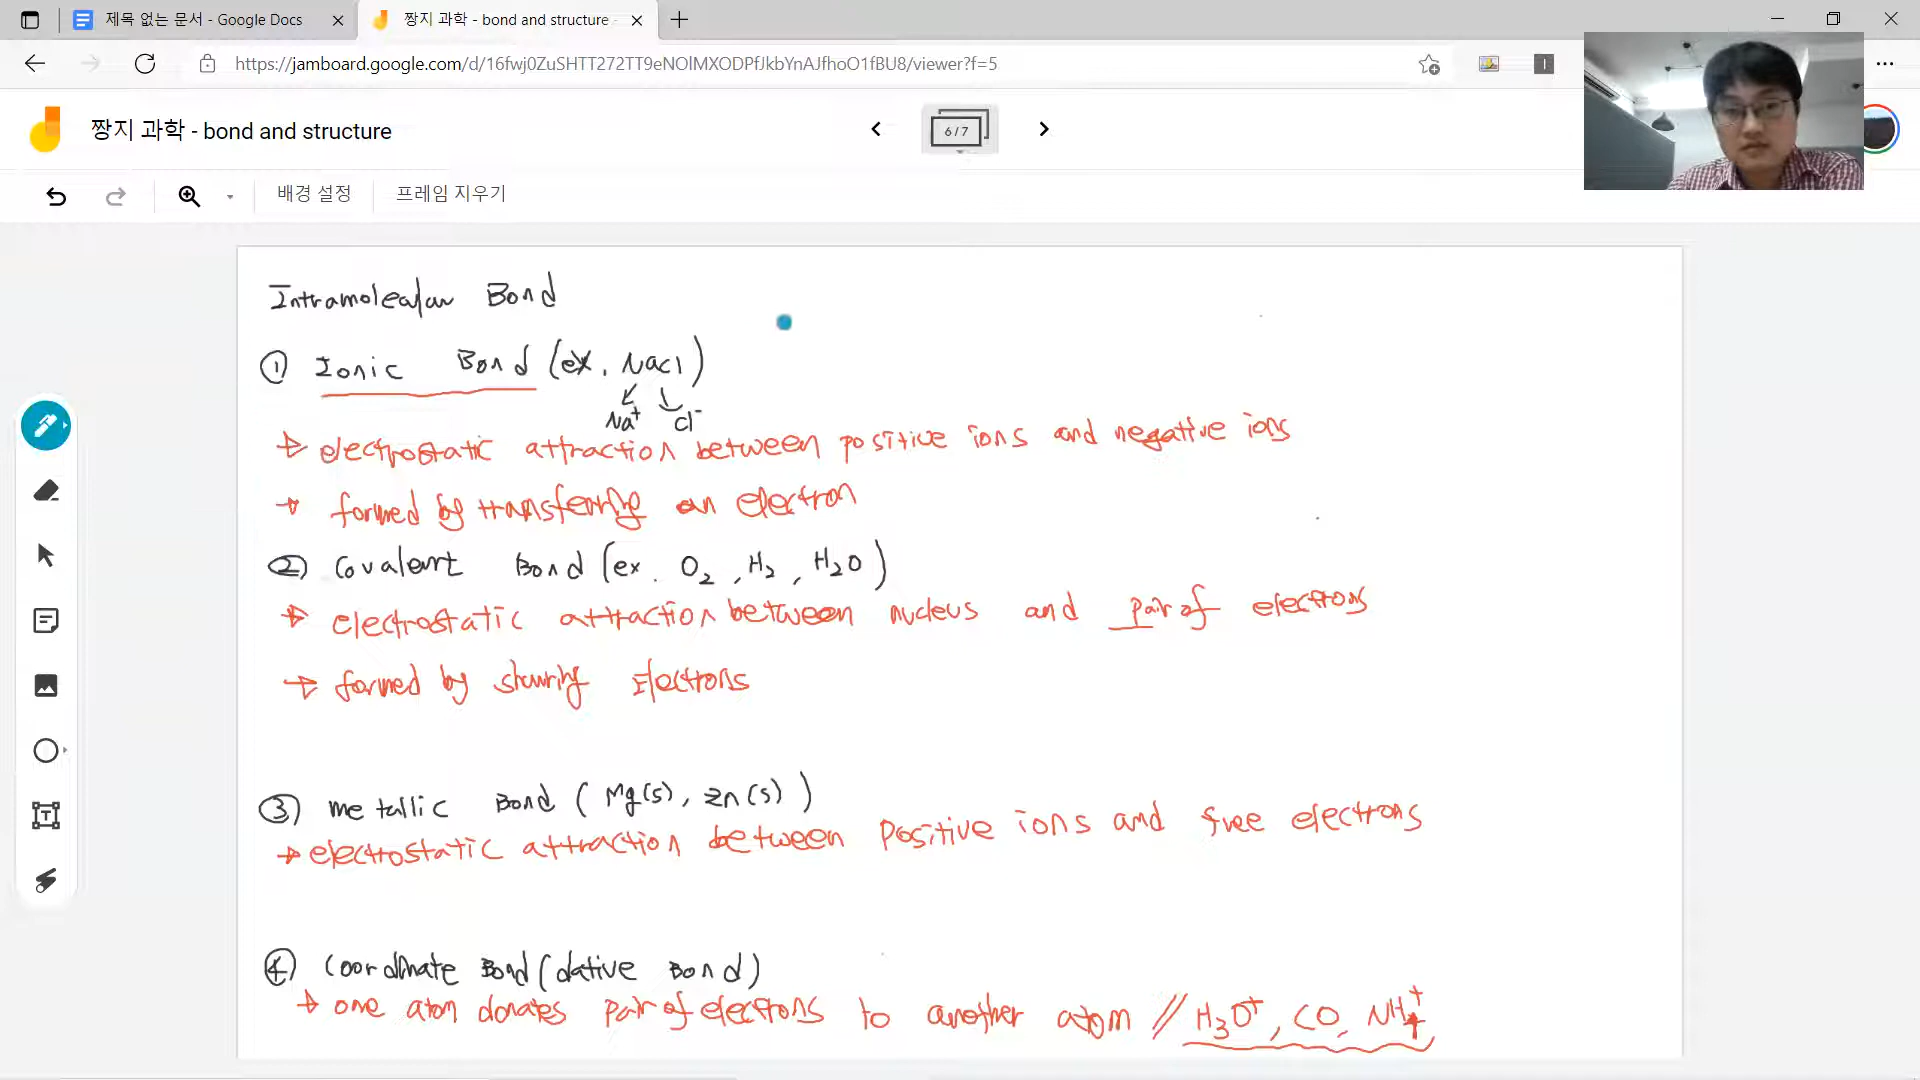 제목 없는 문서 - Google Docs
짱지 과학 - bond and structure
https://jamboard.google.com/d/16fwj0ZuSHTT272TT9eNOlMXODPfJkbYnAJfhoO1fBU8/viewer?f=5
짱지 과학 - bond and structure
6 / 7
배경 설정
프레임 지우기
Intramolecular Bond
① Ionic Bond (ex. NaCl)
Na⁺ Cl⁻
→ electrostatic attraction between positive ions and negative ions
→ formed by transferring an electron
② Covalent Bond (ex. O₂, H₂, H₂O)
→ electrostatic attraction between nucleus and pair of electrons
→ formed by sharing electrons
③ metallic Bond ( Mg(s), Zn(s) )
→ electrostatic attraction between positive ions and free electrons
④ Coordinate Bond (dative Bond)
→ one atom donates pair of electrons to another atom // H₃O⁺, CO, NH₄⁺